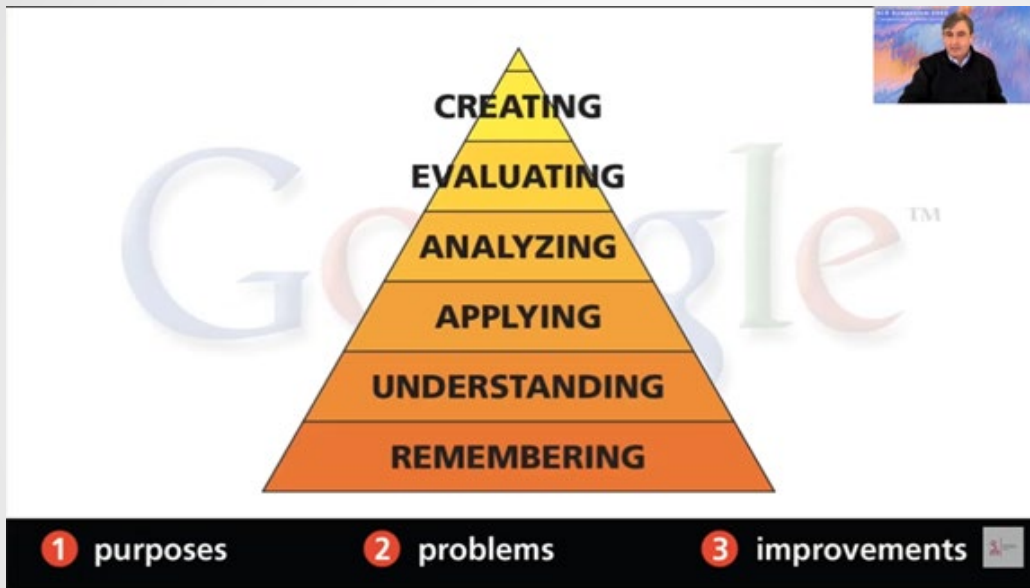 CREATING
EVALUATING
Google™
ANALYZING
APPLYING
UNDERSTANDING
REMEMBERING
1 purposes
2 problems
3 improvements